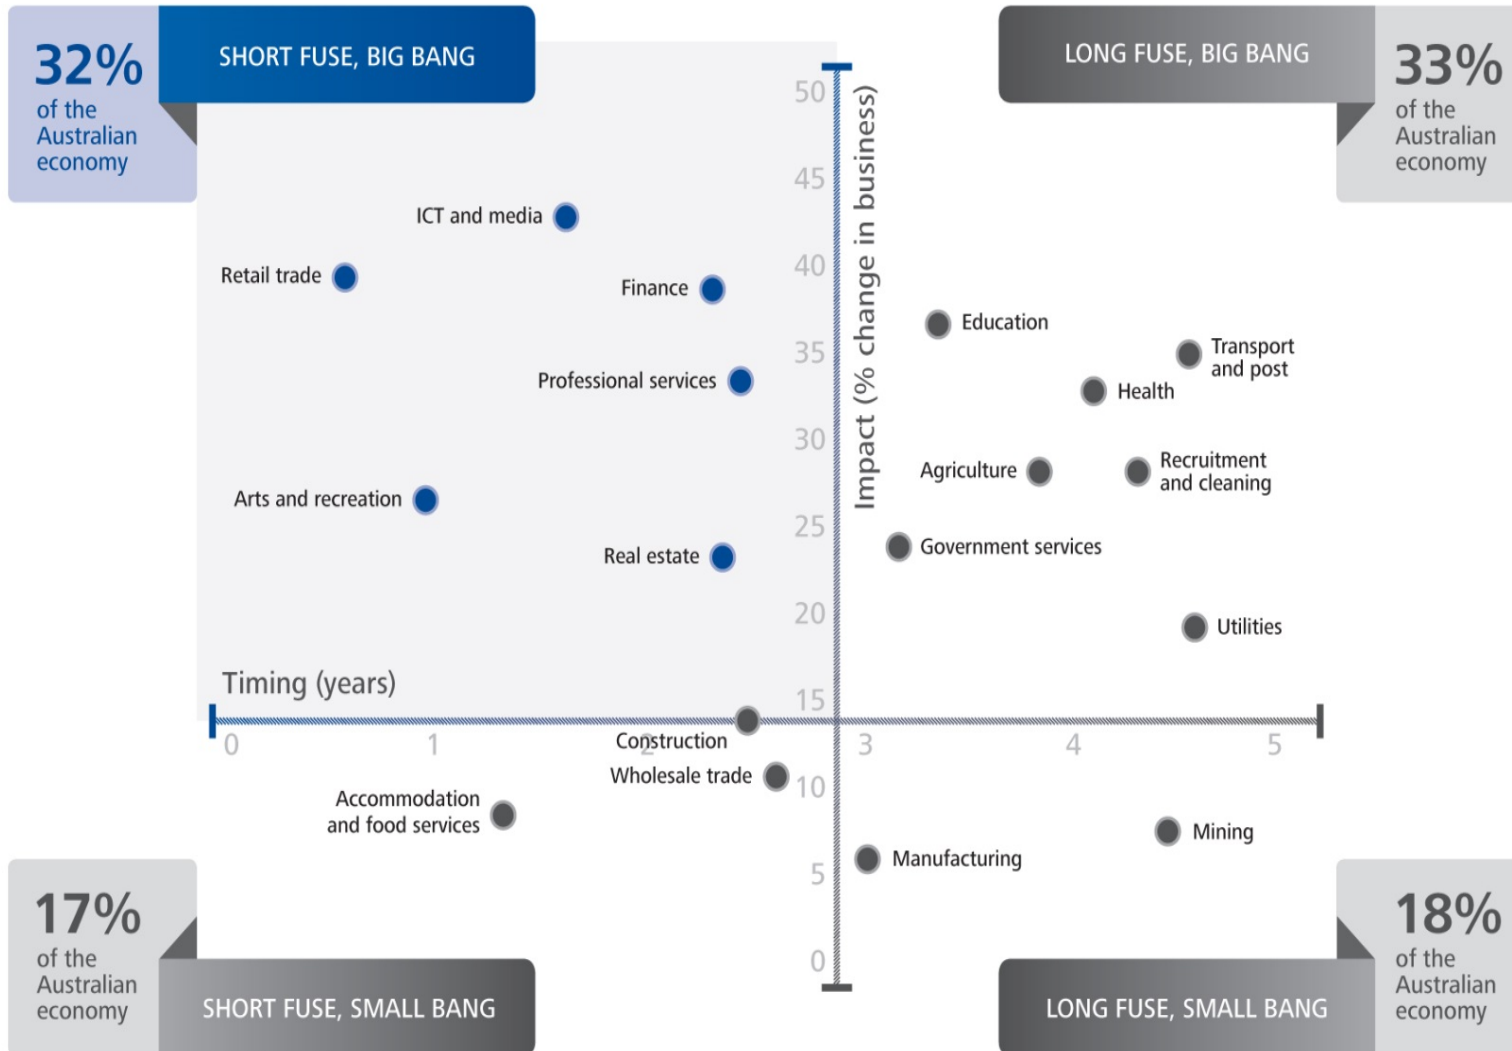 32%
of the
Australian
economy
SHORT FUSE, BIG BANG
LONG FUSE, BIG BANG
33%
of the
Australian
economy
Impact (% change in business)
50
45
40
35
30
25
20
15
10
5
0
ICT and media
Retail trade
Finance
Professional services
Arts and recreation
Real estate
Education
Transport
and post
Health
Agriculture
Recruitment
and cleaning
Government services
Utilities
Timing (years)
0
1
2
3
4
5
Construction
Wholesale trade
Accommodation
and food services
Mining
Manufacturing
17%
of the
Australian
economy
SHORT FUSE, SMALL BANG
LONG FUSE, SMALL BANG
18%
of the
Australian
economy